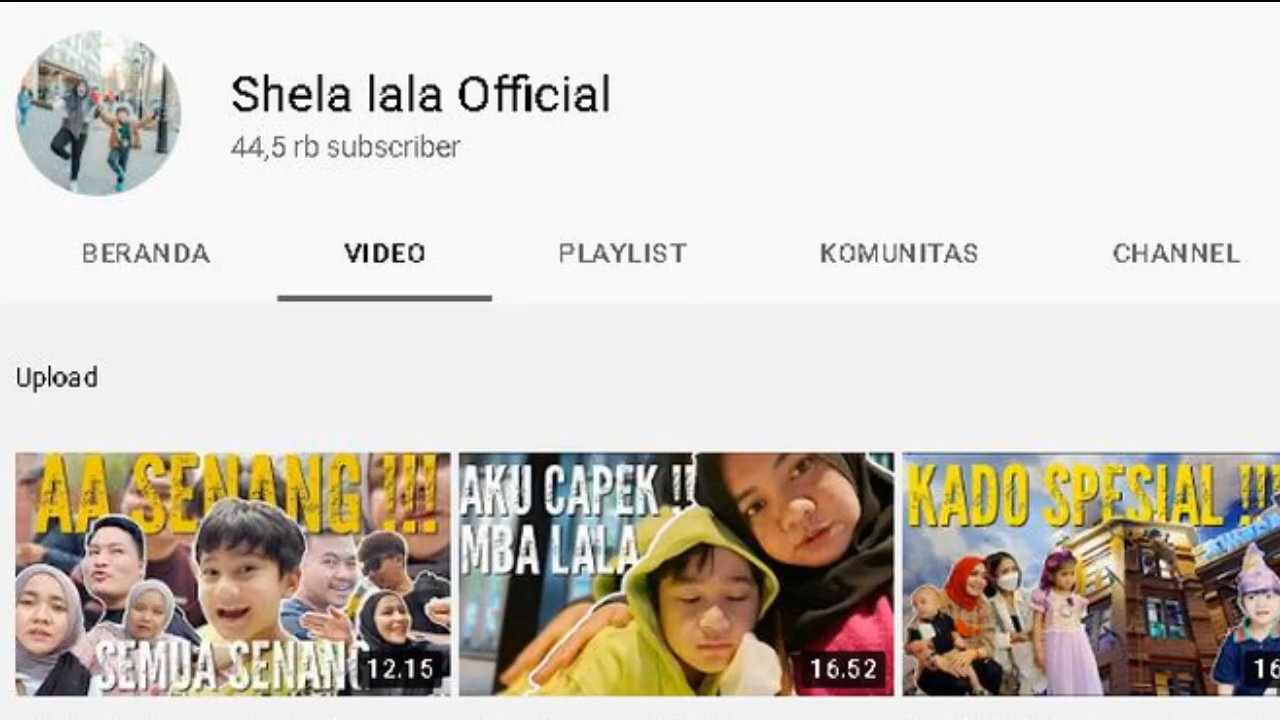 Shela lala Official
44,5 rb subscriber
BERANDA VIDEO PLAYLIST KOMUNITAS CHANNEL
Upload
AA SENANG !!!
SEMUA SENANG
12.15
AKU CAPEK !!
MBA LALA
16.52
KADO SPESIAL !!!
16